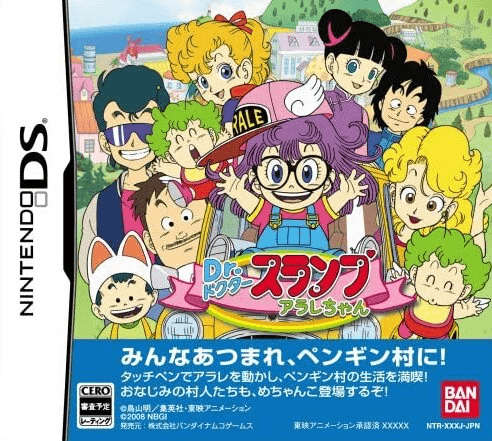 NINTENDO DS
ARALE
Dr.
ドクター
スランプ
アラレちゃん
みんなあつまれ、ペンギン村に!
タッチペンでアラレを動かし、ペンギン村の生活を満喫!
おなじみの村人たちも、めちゃんこ登場するぞ!
CERO
審査予定
レーティング
©鳥山明/集英社・東映アニメーション
©2008 NBGI
発売元:株式会社バンダイナムコゲームス
東映アニメーション承認済 XXXXX
BAN
DAI
NTR-XXXJ-JPN